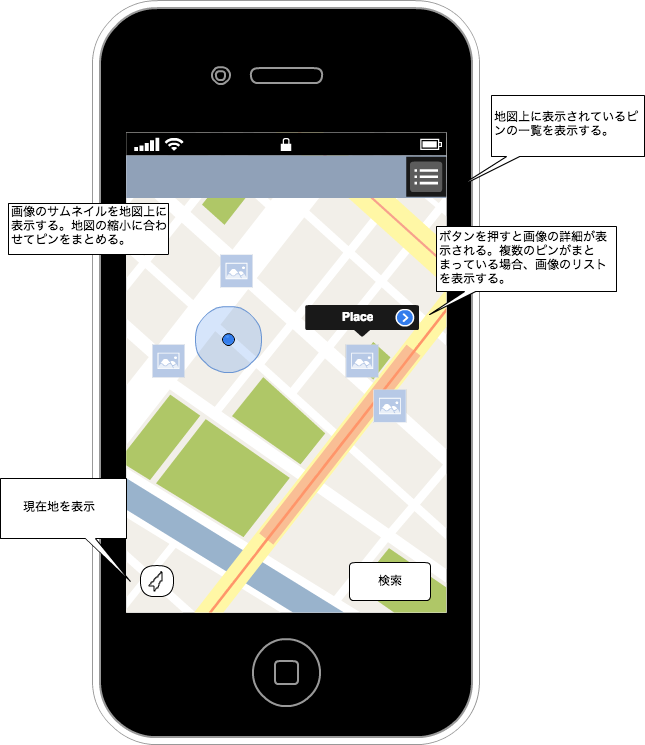 地図上に表示されているピ
ンの一覧を表示する。
画像のサムネイルを地図上に
表示する。地図の縮小に合わ
せてピンをまとめる。
ボタンを押すと画像の詳細が表
示される。複数のピンがまと
まっている場合、画像のリスト
を表示する。
Place
現在地を表示
検索